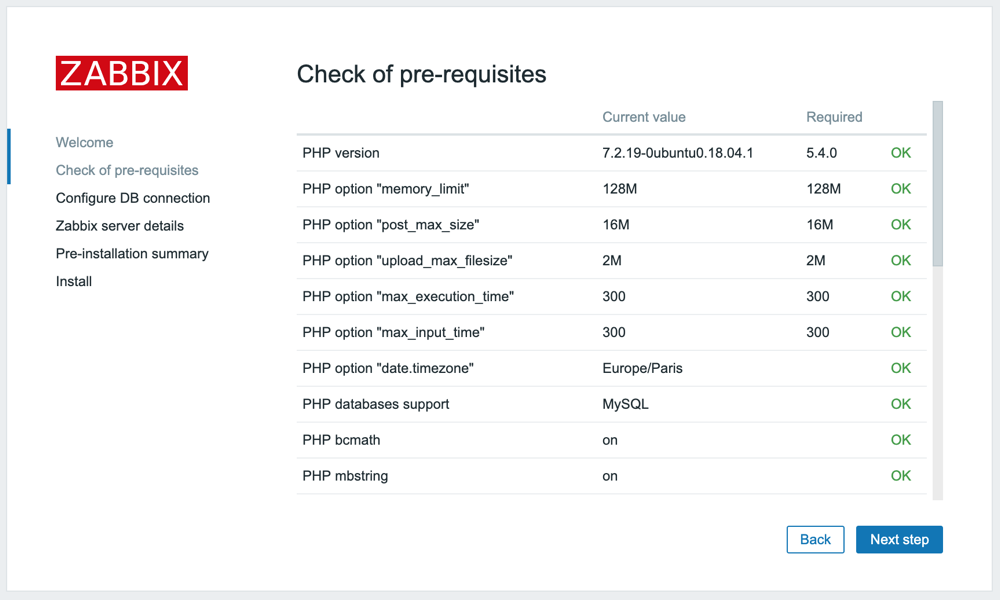 ZABBIX
Welcome
Check of pre-requisites
Configure DB connection
Zabbix server details
Pre-installation summary
Install
Check of pre-requisites
Current value Required
PHP version 7.2.19-0ubuntu0.18.04.1 5.4.0 OK
PHP option "memory_limit" 128M 128M OK
PHP option "post_max_size" 16M 16M OK
PHP option "upload_max_filesize" 2M 2M OK
PHP option "max_execution_time" 300 300 OK
PHP option "max_input_time" 300 300 OK
PHP option "date.timezone" Europe/Paris OK
PHP databases support MySQL OK
PHP bcmath on OK
PHP mbstring on OK
Back Next step